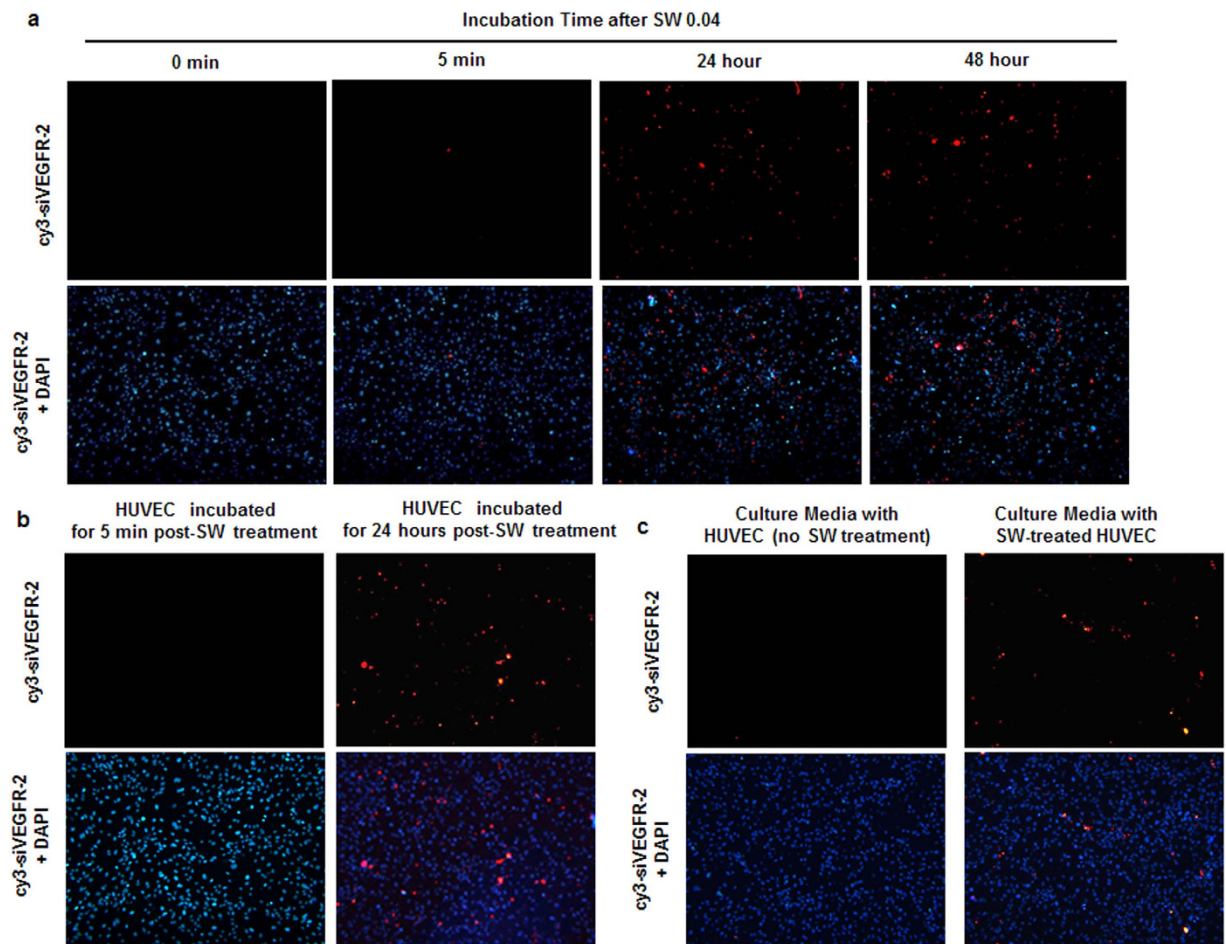 a
Incubation Time after SW 0.04
0 min
5 min
24 hour
48 hour
cy3-siVEGFR-2
cy3-siVEGFR-2
+ DAPI
b
HUVEC incubated
for 5 min post-SW treatment
HUVEC incubated
for 24 hours post-SW treatment
cy3-siVEGFR-2
cy3-siVEGFR-2
+ DAPI
c
Culture Media with
HUVEC (no SW treatment)
Culture Media with
SW-treated HUVEC
cy3-siVEGFR-2
cy3-siVEGFR-2
+ DAPI